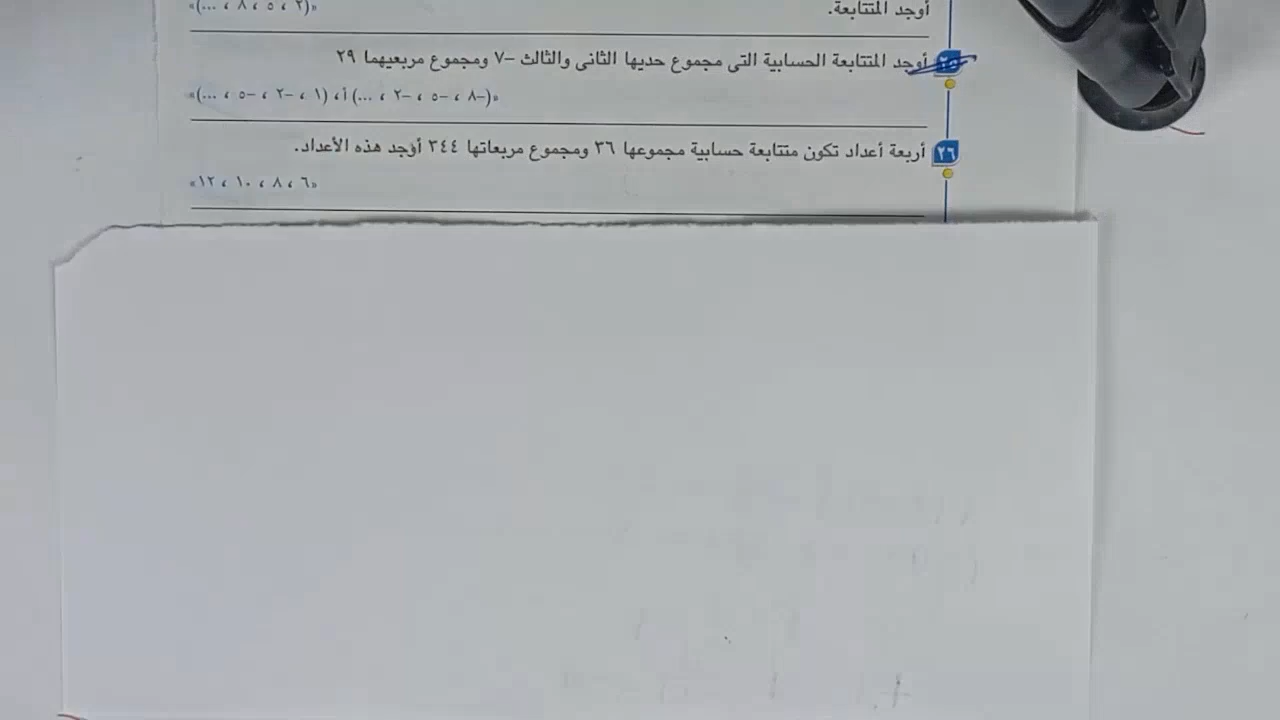 أوجد المتتابعة.
«(٢ ، ٥ ، ٨ ، ...)»
٢٥ أوجد المتتابعة الحسابية التى مجموع حديها الثانى والثالث -٧ ومجموع مربعيهما ٢٩
«(-٨ ، -٥ ، -٢ ، ...) أ، (١ ، -٢ ، -٥ ، ...)»
٢٦ أربعة أعداد تكون متتابعة حسابية مجموعها ٣٦ ومجموع مربعاتها ٣٤٤ أوجد هذه الأعداد.
«٦ ، ٨ ، ١٠ ، ١٢»